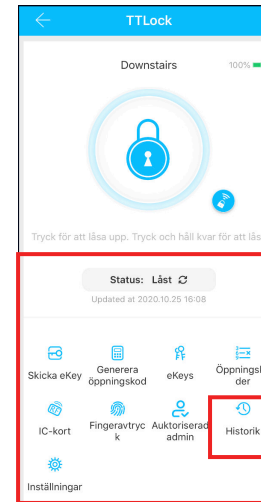 TTLock
Downstairs
100%
Tryck för att låsa upp. Tryck och håll kvar för att lås
Status: Låst
Updated at 2020.10.25 16:08
Skicka eKey
Generera
öppningskod
eKeys
Öppningsl
der
IC-kort
Fingeravtryc
k
Auktoriserad
admin
Historik
Inställningar